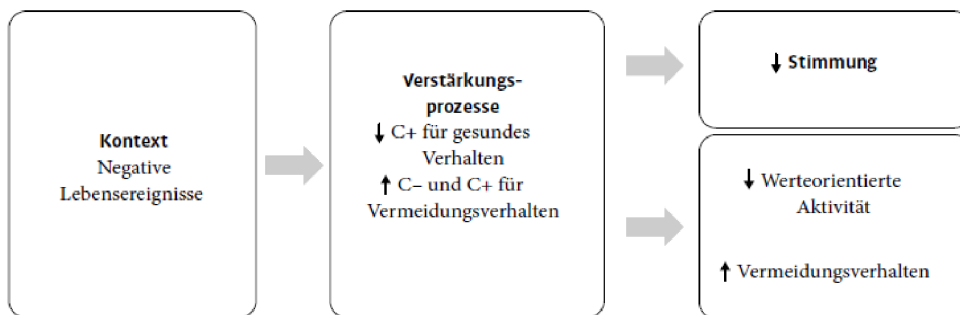 Kontext
Negative
Lebensereignisse
Verstärkungs-
prozesse
↓ C+ für gesundes
Verhalten
↑ C− und C+ für
Vermeidungsverhalten
↓ Stimmung
↓ Werteorientierte
Aktivität
↑ Vermeidungsverhalten